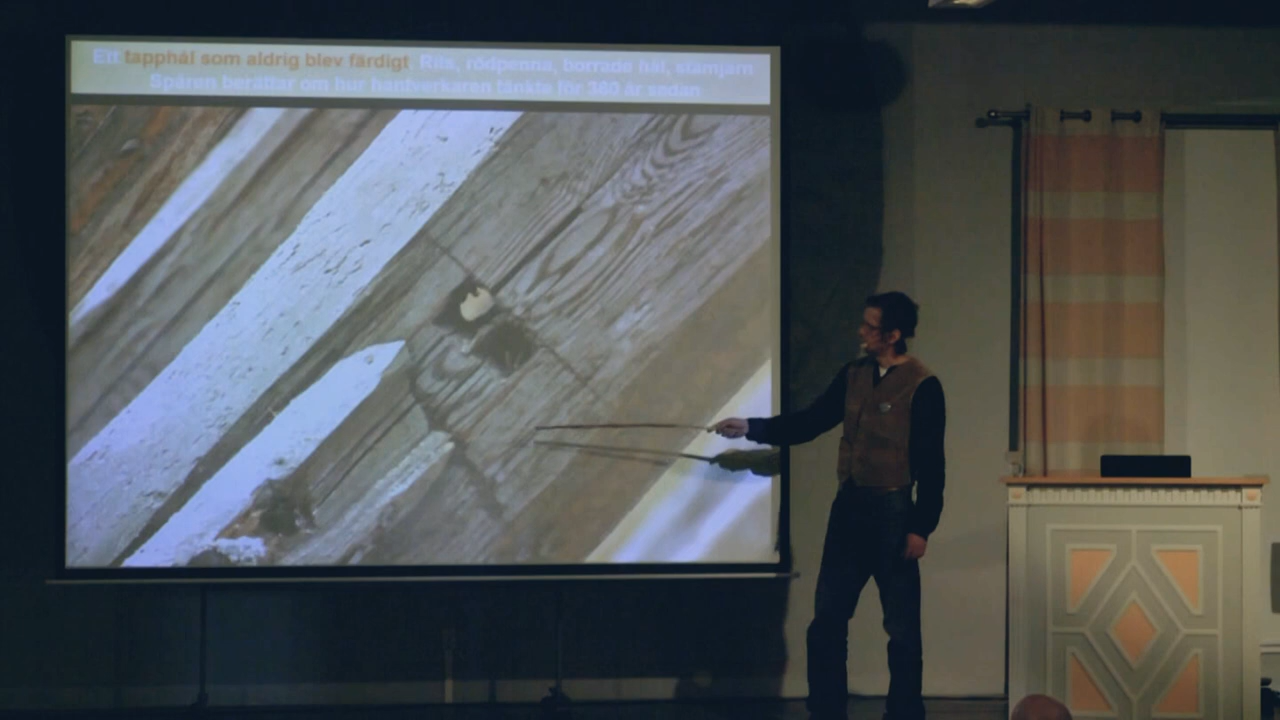 Ett tapphål som aldrig blev färdigt Rits, rödpenna, borrade hål, stämjärn
Spåren berättar om hur hantverkaren tänkte för 360 år sedan